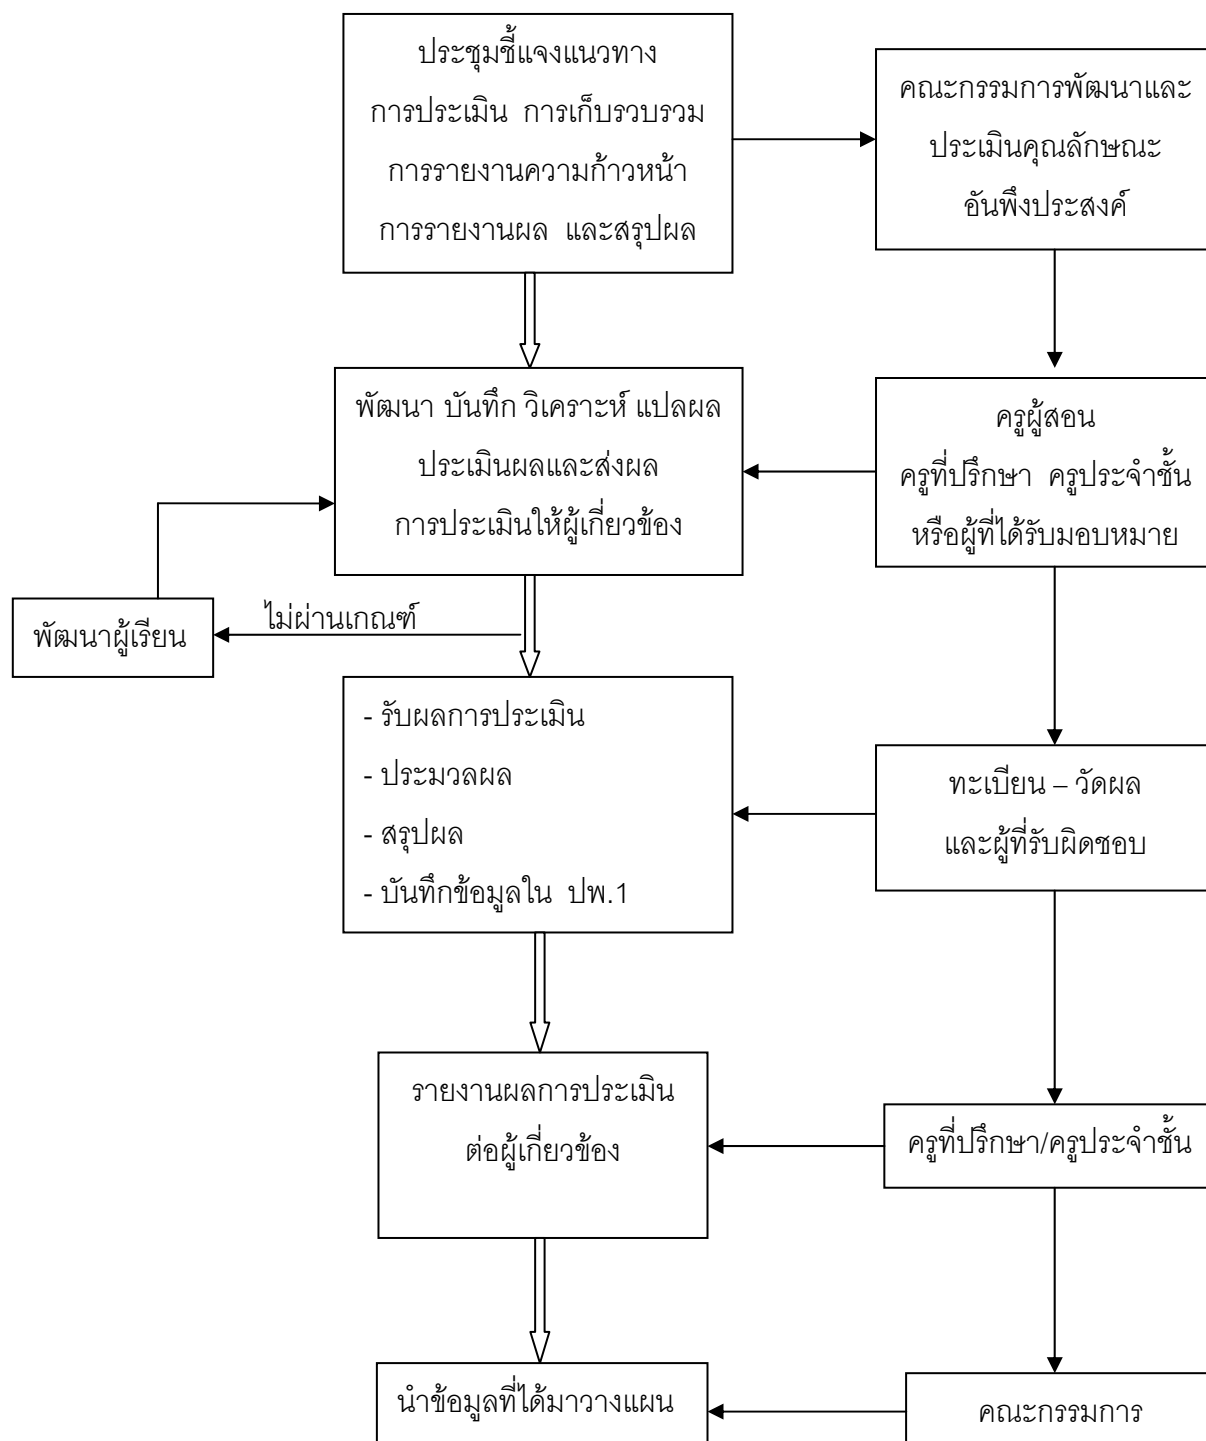 ประชุมชี้แจงแนวทาง
การประเมิน การเก็บรวบรวม
การรายงานความก้าวหน้า
การรายงานผล และสรุปผล
คณะกรรมการพัฒนาและ
ประเมินคุณลักษณะ
อันพึงประสงค์
พัฒนา บันทึก วิเคราะห์ แปลผล
ประเมินผลและส่งผล
การประเมินให้ผู้เกี่ยวข้อง
ครูผู้สอน
ครูที่ปรึกษา ครูประจำชั้น
หรือผู้ที่ได้รับมอบหมาย
ไม่ผ่านเกณฑ์
พัฒนาผู้เรียน
- รับผลการประเมิน
- ประมวลผล
- สรุปผล
- บันทึกข้อมูลใน ปพ.1
ทะเบียน – วัดผล
และผู้ที่รับผิดชอบ
รายงานผลการประเมิน
ต่อผู้เกี่ยวข้อง
ครูที่ปรึกษา/ครูประจำชั้น
นำข้อมูลที่ได้มาวางแผน
คณะกรรมการ